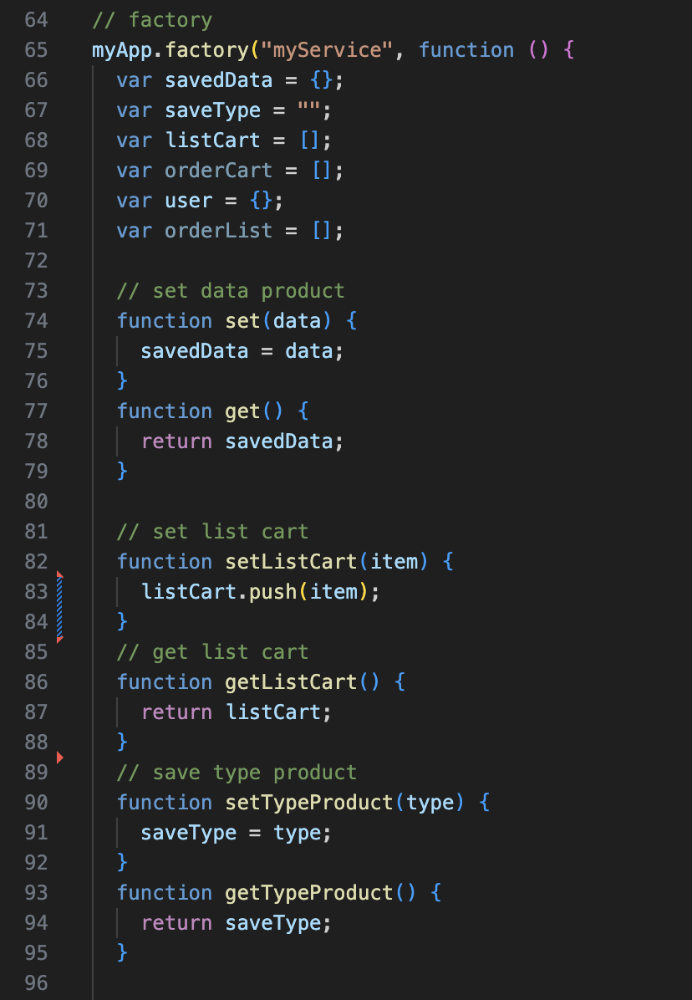 64 // factory
65 myApp.factory("myService", function () {
66 var savedData = {};
67 var saveType = "";
68 var listCart = [];
69 var orderCart = [];
70 var user = {};
71 var orderList = [];
72
73 // set data product
74 function set(data) {
75 savedData = data;
76 }
77 function get() {
78 return savedData;
79 }
80
81 // set list cart
82 function setListCart(item) {
83 listCart.push(item);
84 }
85 // get list cart
86 function getListCart() {
87 return listCart;
88 }
89 // save type product
90 function setTypeProduct(type) {
91 saveType = type;
92 }
93 function getTypeProduct() {
94 return saveType;
95 }
96